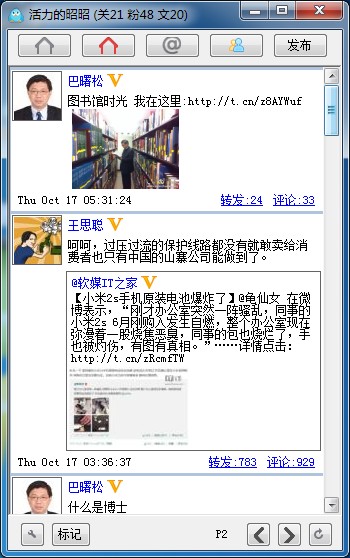 活力的昭昭 (关21 粉48 文20)
发布
巴曙松 V
图书馆时光 我在这里:http://t.cn/z8AYWuf
Thu Oct 17 05:31:24 转发:24 评论:33
王思聪 V
呵呵，过压过流的保护线路都没有就敢卖给消
费者也只有中国的山寨公司能做到了。
@软媒IT之家 V
【小米2s手机原装电池爆炸了】@龟仙女 在微
博表示，“刚才办公室突然一阵骚乱，同事的
小米2s 6月刚购入发生自燃，整个办公室现在
弥漫着一股烧焦恶臭，同事的包也烧烂了，手
也被灼伤，有图有真相。”……详情点击：
http://t.cn/zRcmfTW
Thu Oct 17 03:36:37 转发:783 评论:929
巴曙松 V
什么是博士
标记 P2